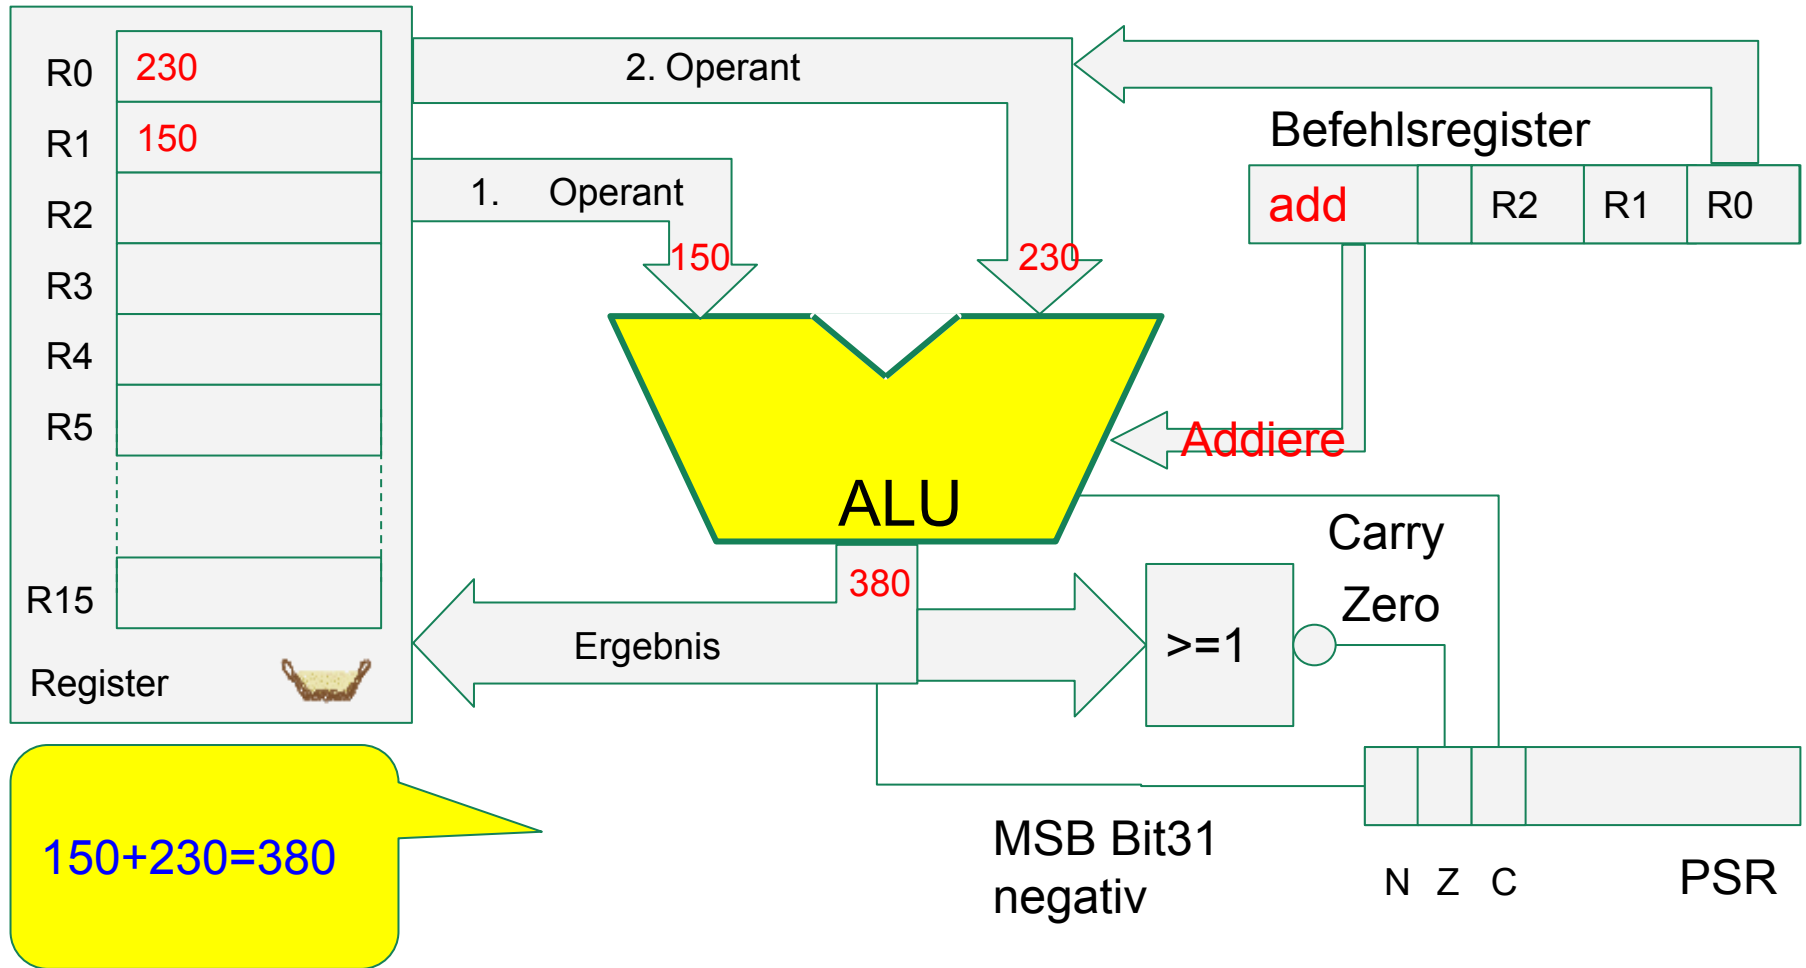 R0 230
R1 150
R2
R3
R4
R5
R15
Register
2. Operant
1. Operant
150
230
Befehlsregister
add R2 R1 R0
Addiere
ALU
380
Ergebnis
>=1
Carry
Zero
MSB Bit31
negativ
N Z C
PSR
150+230=380